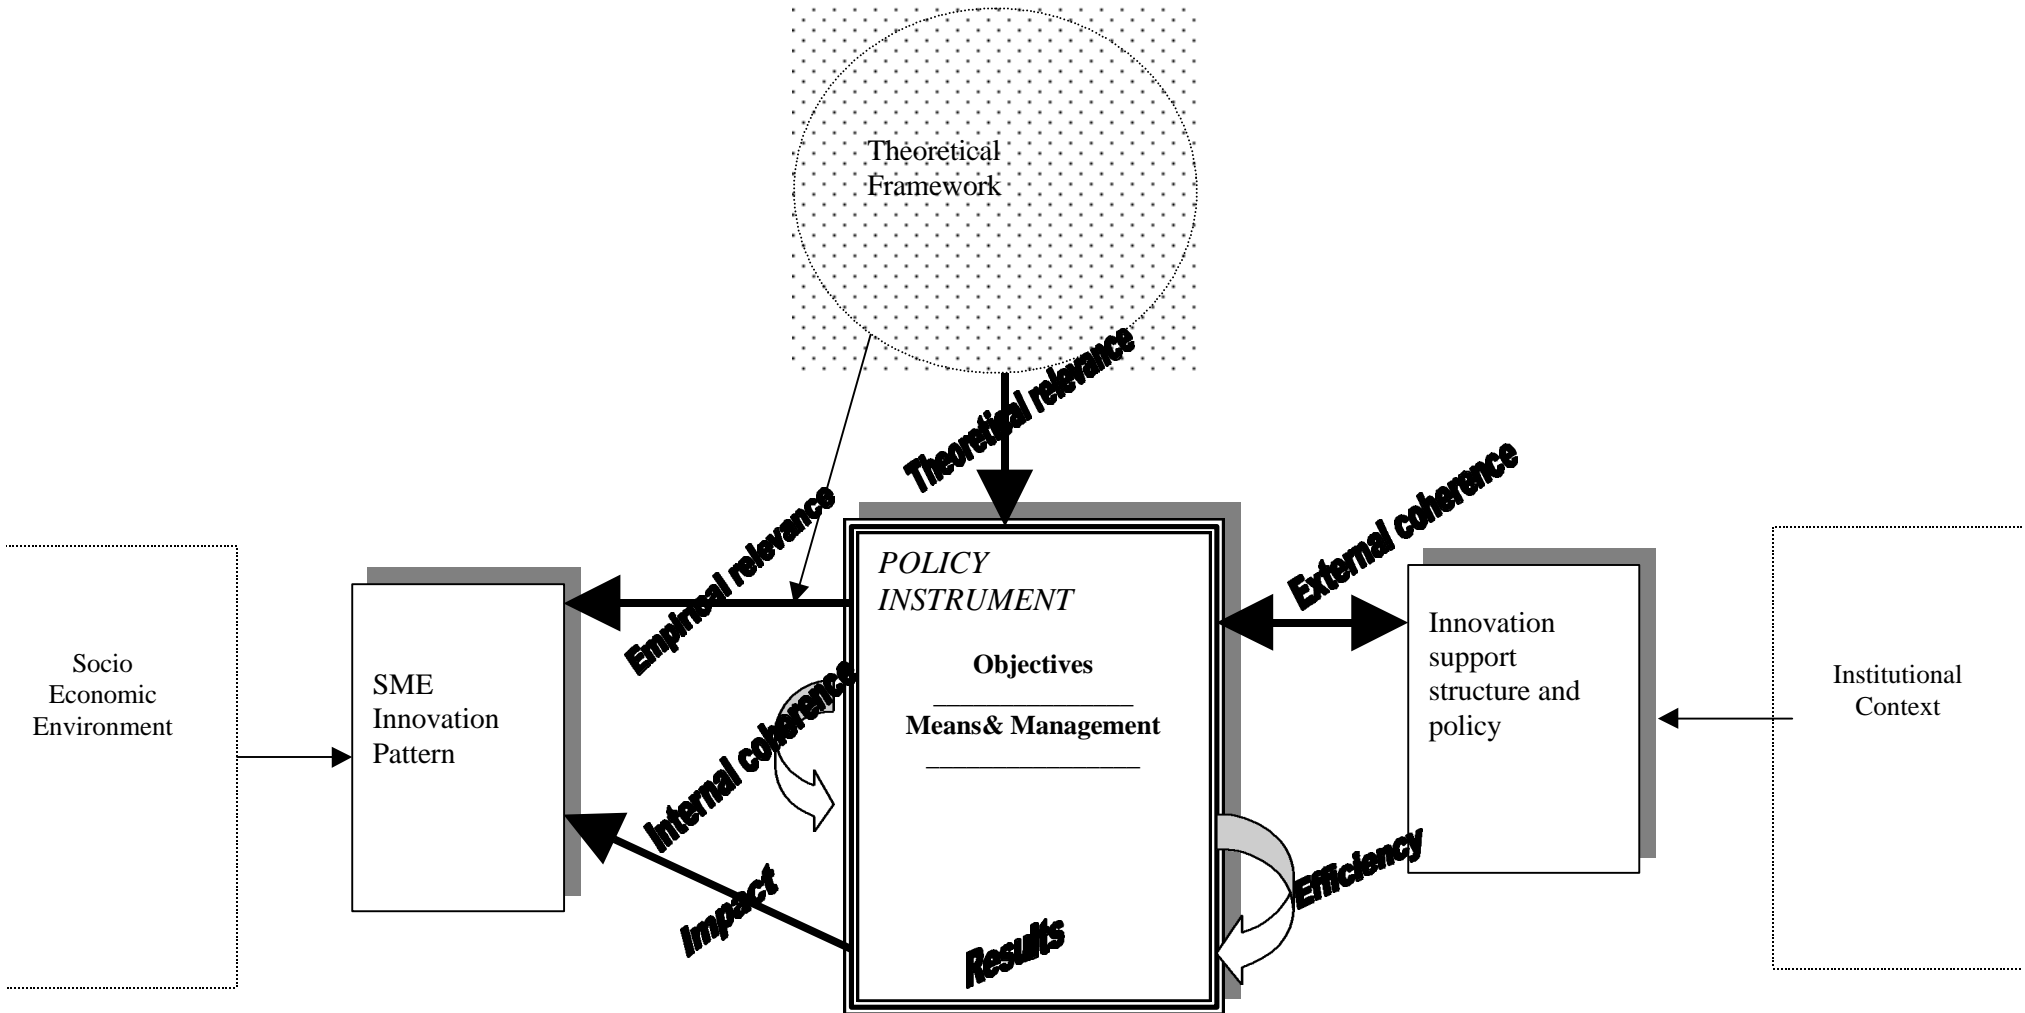 Theoretical
Framework
Theoretical relevance
Empirical relevance
External coherence
Socio
Economic
Environment
SME
Innovation
Pattern
Internal coherence
Impact
POLICY
INSTRUMENT
Objectives
Means& Management
Results
Efficiency
Innovation
support
structure and
policy
Institutional
Context